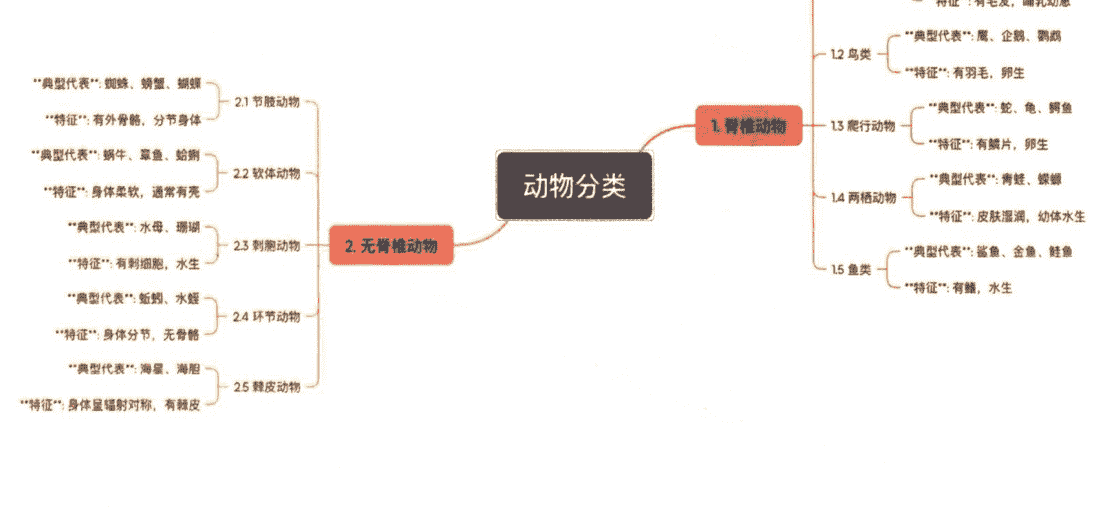 动物分类
1. 脊椎动物
**特征**: 有毛发，哺乳幼崽
1.2 鸟类
**典型代表**: 鹰、企鹅、鹦鹉
**特征**: 有羽毛，卵生
1.3 爬行动物
**典型代表**: 蛇、龟、鳄鱼
**特征**: 有鳞片，卵生
1.4 两栖动物
**典型代表**: 青蛙、蝾螈
**特征**: 皮肤湿润，幼体水生
1.5 鱼类
**典型代表**: 鲨鱼、金鱼、鲑鱼
**特征**: 有鳃，水生
2. 无脊椎动物
2.1 节肢动物
**典型代表**: 蜘蛛、螃蟹、蝴蝶
**特征**: 有外骨骼，分节身体
2.2 软体动物
**典型代表**: 蜗牛、章鱼、蛤蜊
**特征**: 身体柔软，通常有壳
2.3 刺胞动物
**典型代表**: 水母、珊瑚
**特征**: 有刺细胞，水生
2.4 环节动物
**典型代表**: 蚯蚓、水蛭
**特征**: 身体分节，无骨骼
2.5 棘皮动物
**典型代表**: 海星、海胆
**特征**: 身体呈辐射对称，有棘皮